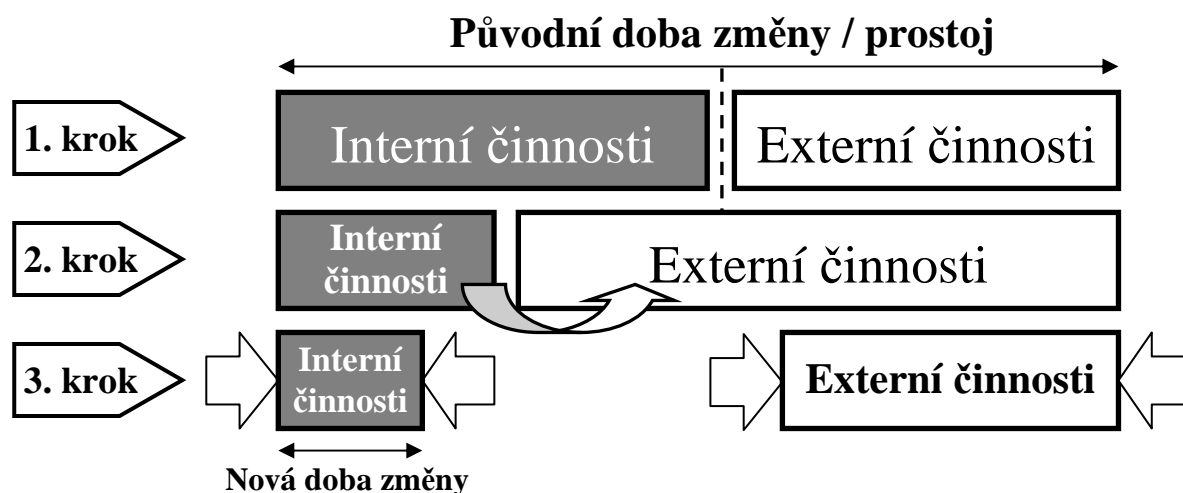 Původní doba změny / prostoj
1. krok
Interní činnosti
Externí činnosti
2. krok
Interní
činnosti
Externí činnosti
3. krok
Interní
činnosti
Externí činnosti
Nová doba změny